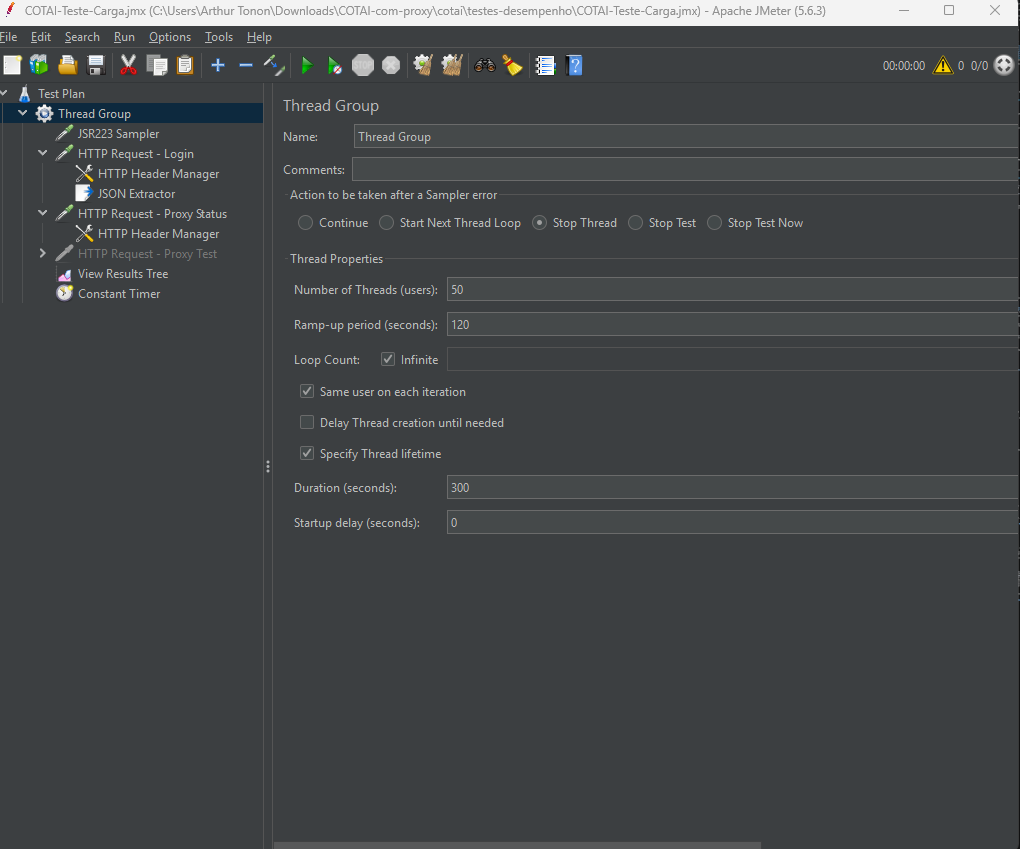 COTAI-Teste-Carga.jmx (C:\Users\Arthur Tonon\Downloads\COTAI-com-proxy\cotai\testes-desempenho\COTAI-Teste-Carga.jmx) - Apache JMeter (5.6.3)
File Edit Search Run Options Tools Help
00:00:00 0 0/0
Test Plan
Thread Group
JSR223 Sampler
HTTP Request - Login
HTTP Header Manager
JSON Extractor
HTTP Request - Proxy Status
HTTP Header Manager
HTTP Request - Proxy Test
View Results Tree
Constant Timer
Thread Group
Name: Thread Group
Comments:
Action to be taken after a Sampler error
Continue Start Next Thread Loop Stop Thread Stop Test Stop Test Now
Thread Properties
Number of Threads (users): 50
Ramp-up period (seconds): 120
Loop Count: Infinite
Same user on each iteration
Delay Thread creation until needed
Specify Thread lifetime
Duration (seconds): 300
Startup delay (seconds): 0